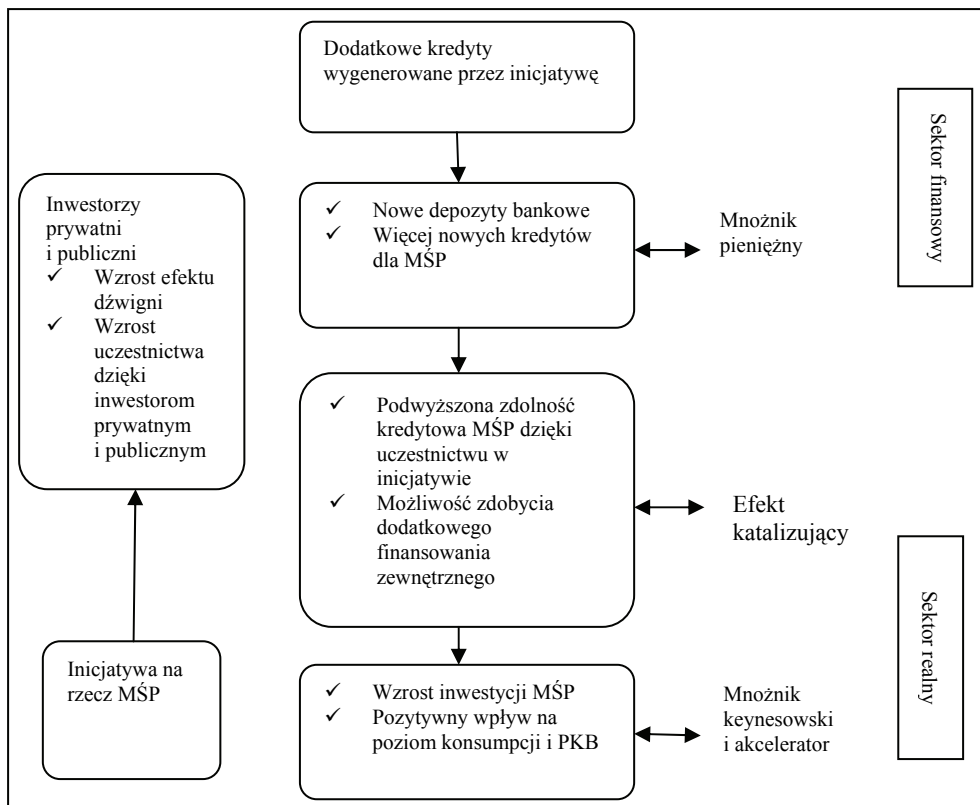 Dodatkowe kredyty
wygenerowane przez inicjatywę
Sektor finansowy
Inwestorzy
prywatni
i publiczni
✓ Wzrost efektu
dźwigni
✓ Wzrost
uczestnictwa
dzięki
inwestorom
prywatnym
i publicznym
✓ Nowe depozyty bankowe
✓ Więcej nowych kredytów
dla MŚP
Mnożnik
pieniężny
✓ Podwyższona zdolność
kredytowa MŚP dzięki
uczestnictwu w
inicjatywie
✓ Możliwość zdobycia
dodatkowego
finansowania
zewnętrznego
Efekt
katalizujący
Sektor realny
Inicjatywa na
rzecz MŚP
✓ Wzrost inwestycji MŚP
✓ Pozytywny wpływ na
poziom konsumpcji i PKB
Mnożnik
keynesowski
i akcelerator